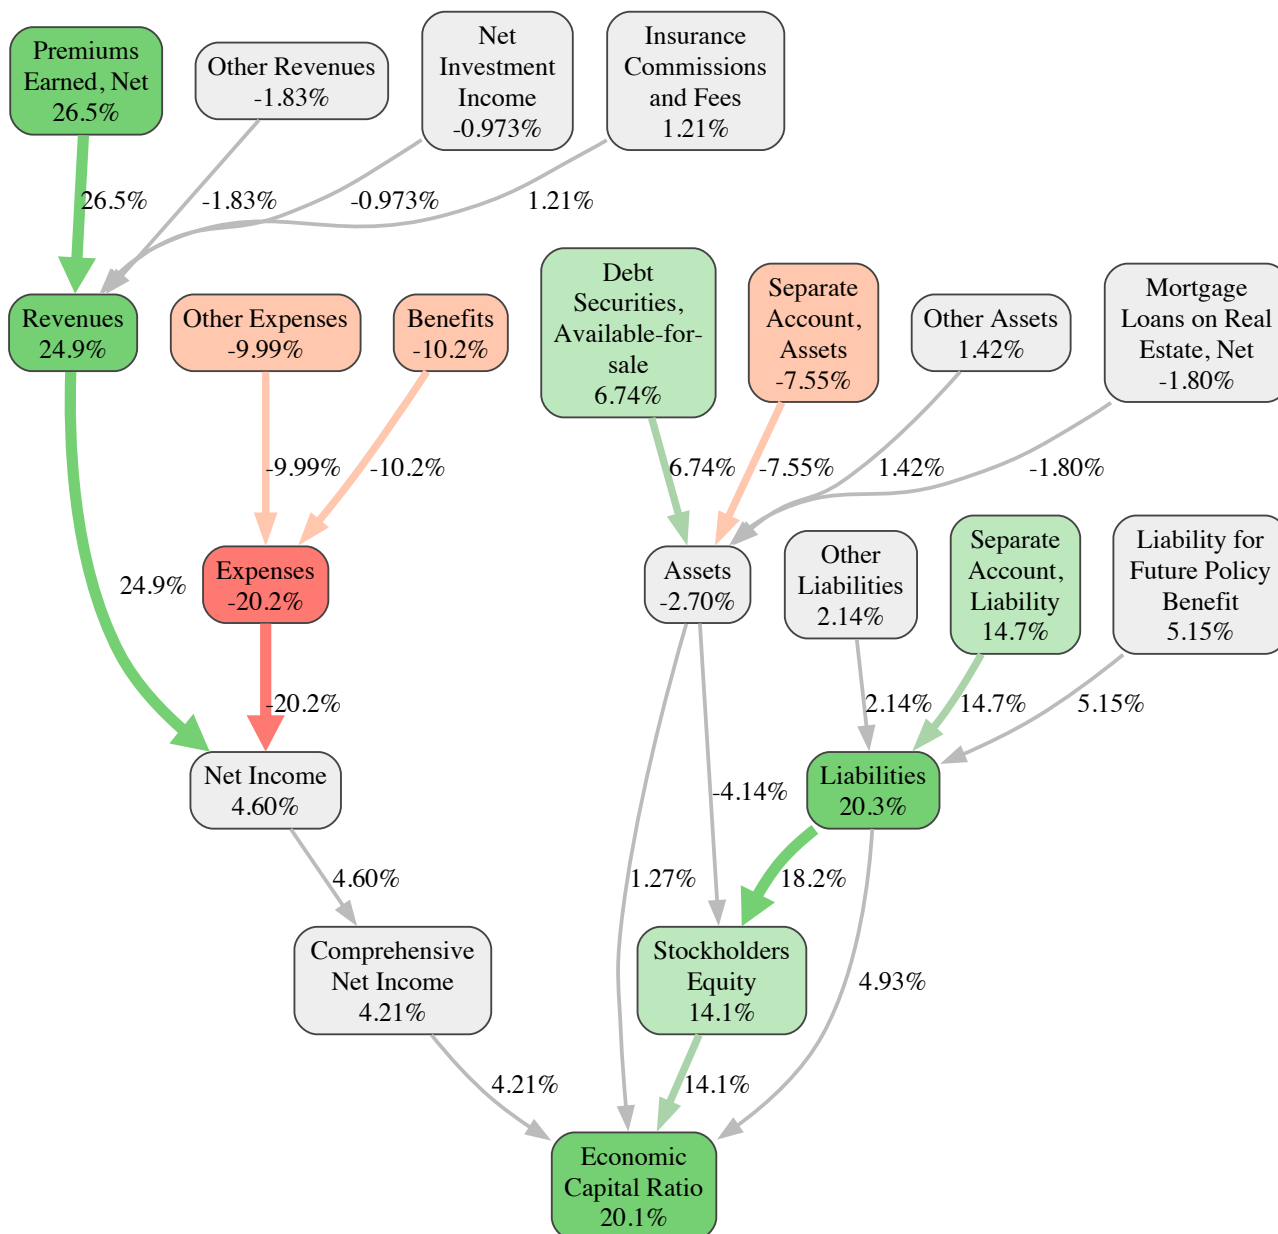 Premiums
Earned, Net
26.5%
Other Revenues
-1.83%
Net
Investment
Income
-0.973%
Insurance
Commissions
and Fees
1.21%
26.5%
-1.83%
-0.973%
1.21%
Revenues
24.9%
Other Expenses
-9.99%
Benefits
-10.2%
Debt
Securities,
Available-for-
sale
6.74%
Separate
Account,
Assets
-7.55%
Other Assets
1.42%
Mortgage
Loans on Real
Estate, Net
-1.80%
-9.99%
-10.2%
6.74%
-7.55%
1.42%
-1.80%
24.9%
Expenses
-20.2%
Assets
-2.70%
Other
Liabilities
2.14%
Separate
Account,
Liability
14.7%
Liability for
Future Policy
Benefit
5.15%
-20.2%
2.14%
14.7%
5.15%
Net Income
4.60%
-4.14%
Liabilities
20.3%
4.60%
1.27%
18.2%
Comprehensive
Net Income
4.21%
Stockholders
Equity
14.1%
4.93%
4.21%
14.1%
Economic
Capital Ratio
20.1%